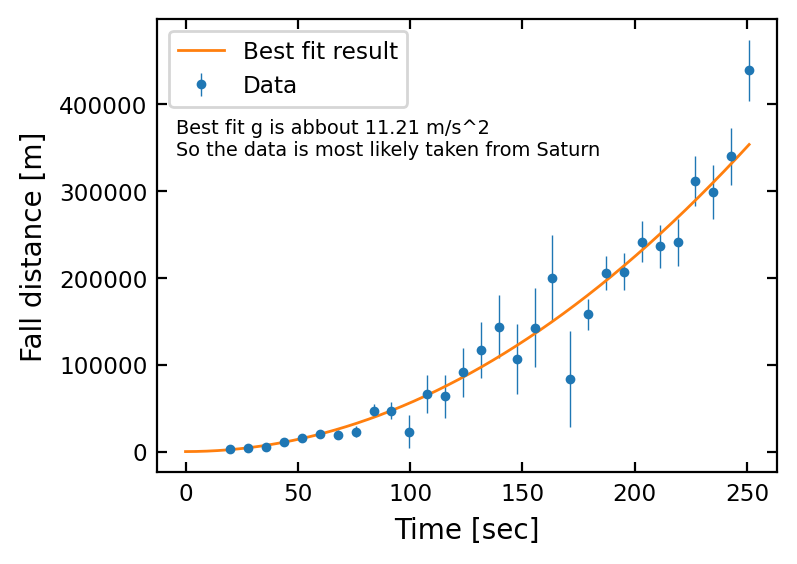 Best fit result
Data
Best fit g is abbout 11.21 m/s^2
So the data is most likely taken from Saturn
Fall distance [m]
400000
300000
200000
100000
0
0 50 100 150 200 250
Time [sec]